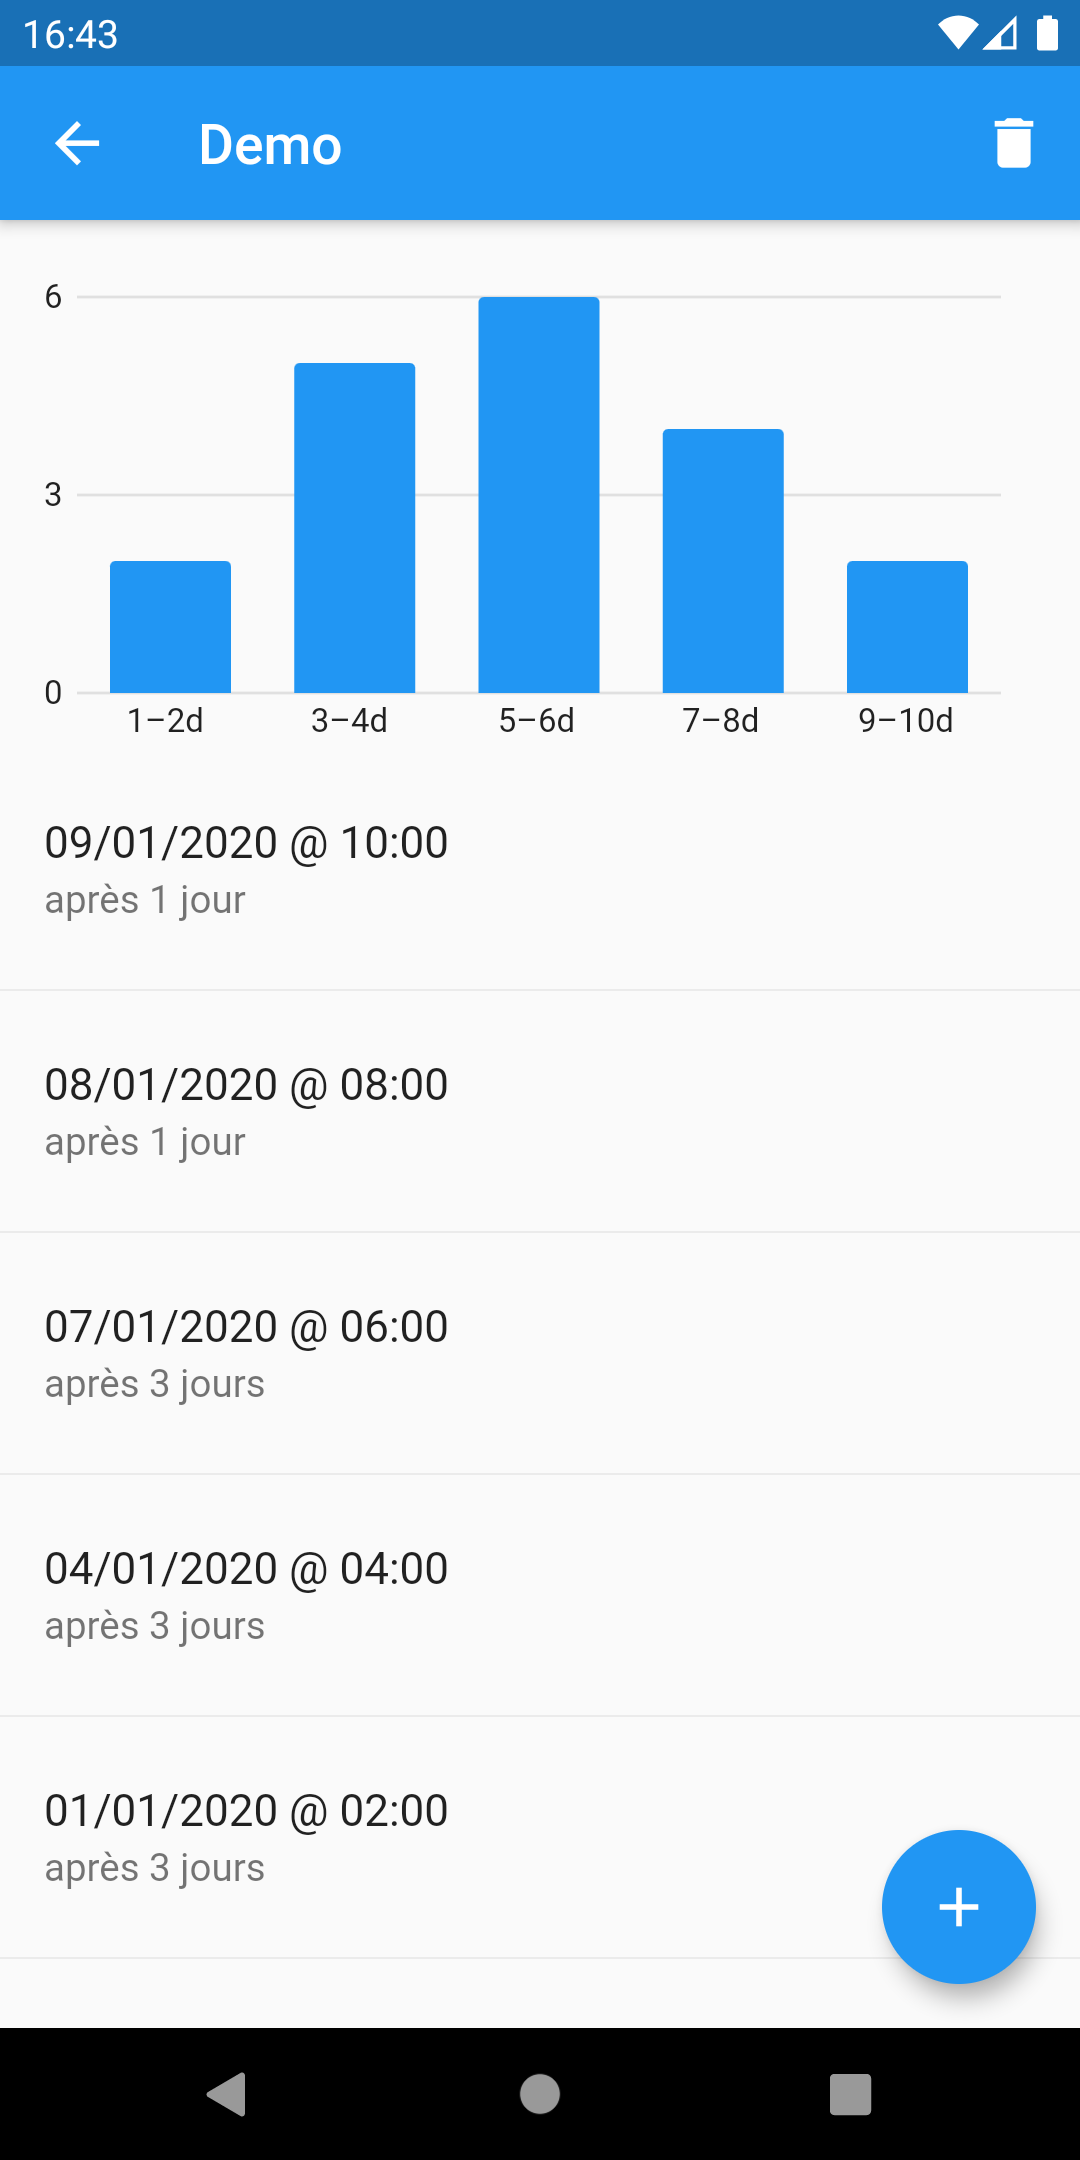 16:43
Demo
6
3
0
1–2d 3–4d 5–6d 7–8d 9–10d
09/01/2020 @ 10:00
après 1 jour
08/01/2020 @ 08:00
après 1 jour
07/01/2020 @ 06:00
après 3 jours
04/01/2020 @ 04:00
après 3 jours
01/01/2020 @ 02:00
après 3 jours